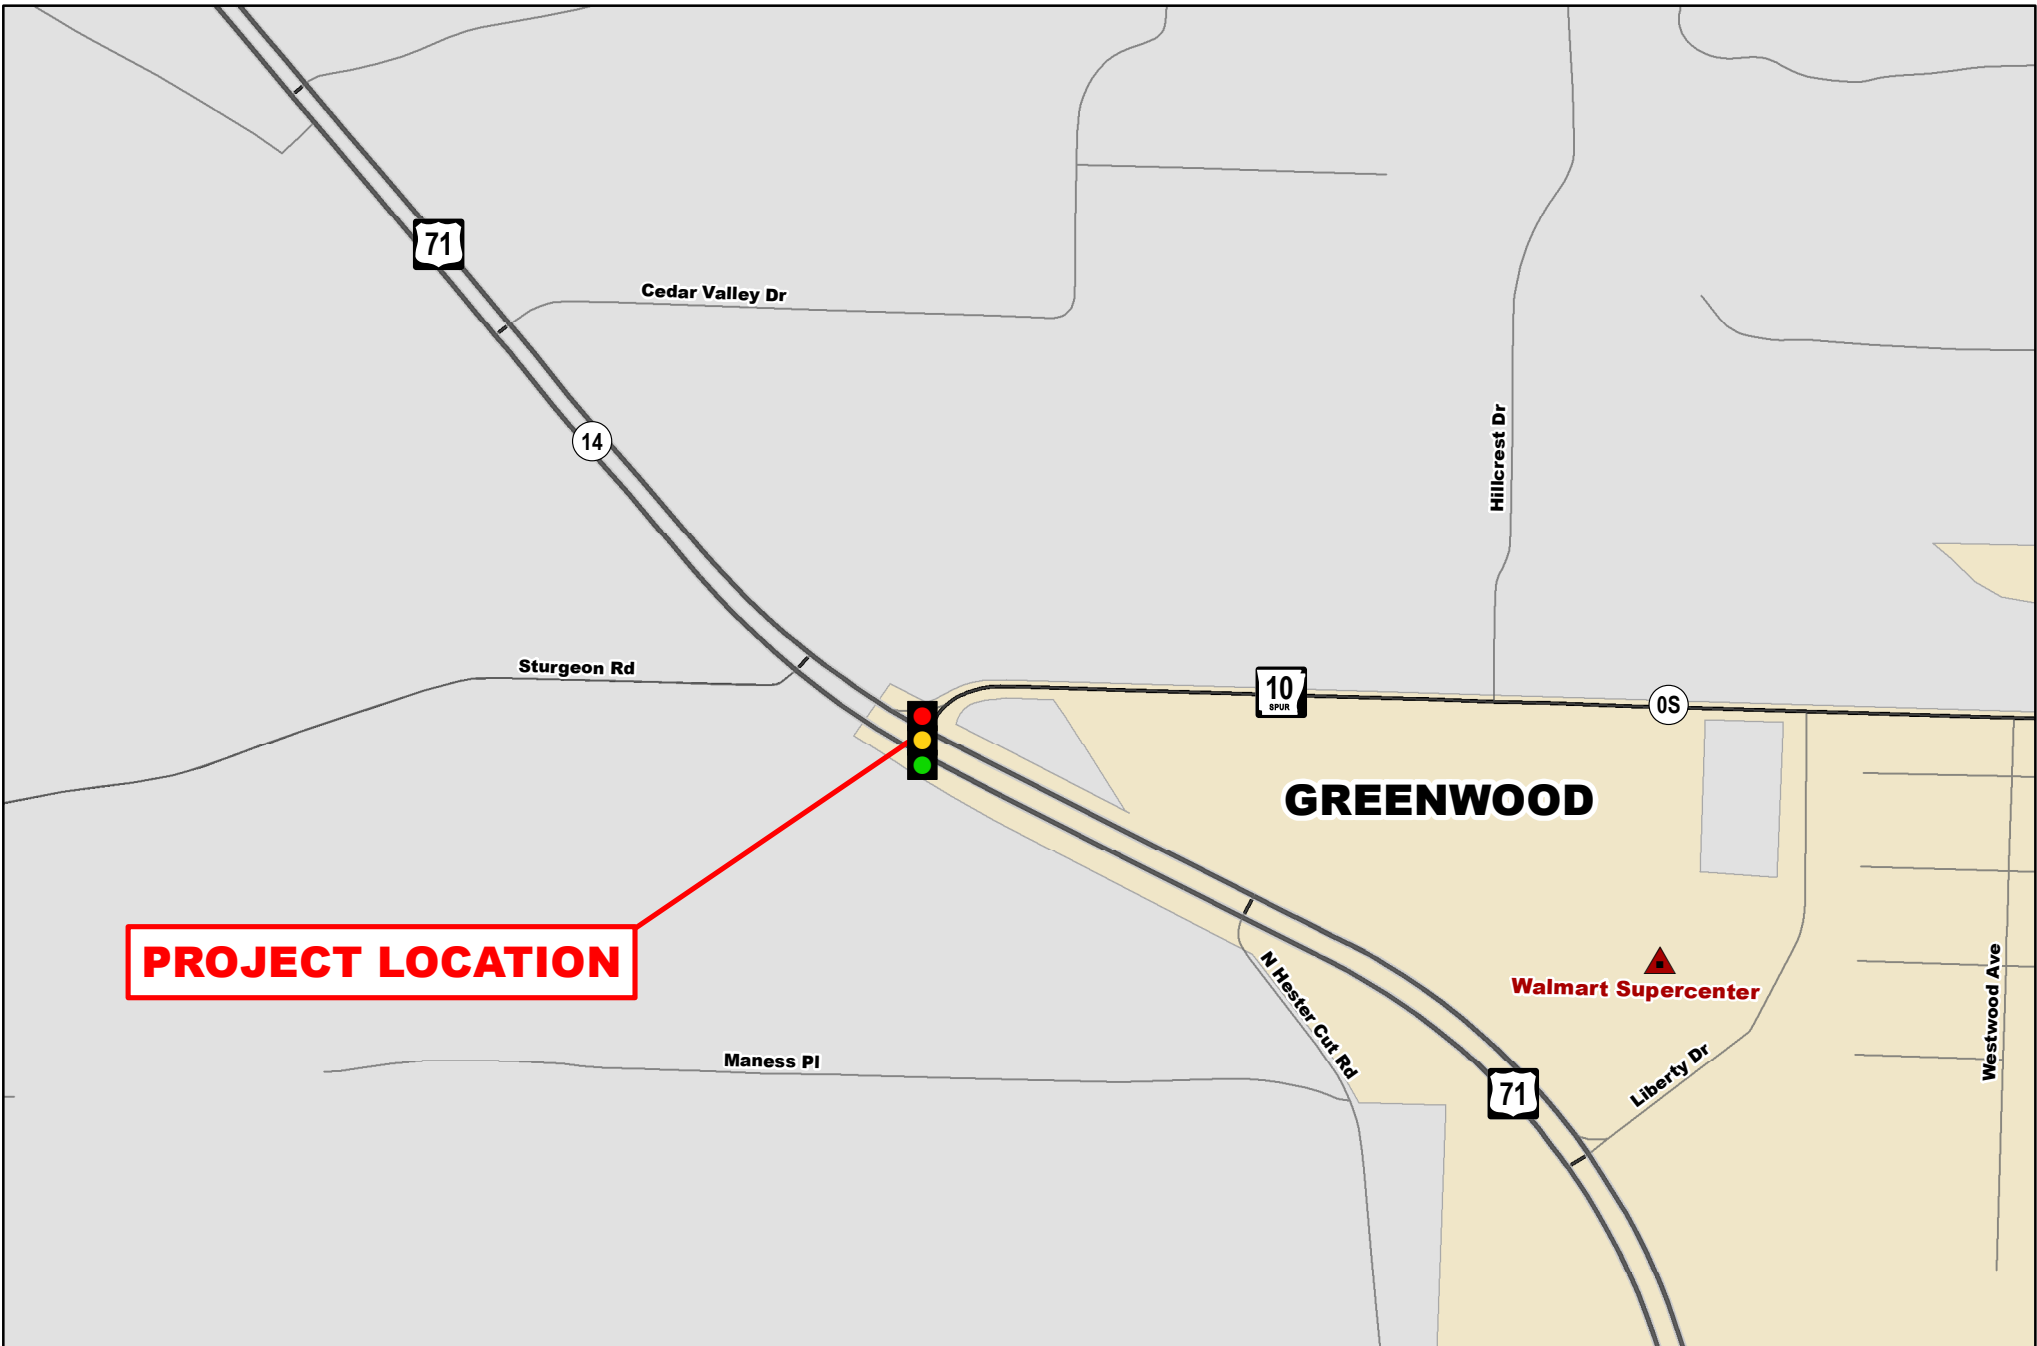 71
Cedar Valley Dr
14
Hillcrest Dr
Sturgeon Rd
10
SPUR
0S
GREENWOOD
PROJECT LOCATION
N Hester Cut Rd
Walmart Supercenter
Westwood Ave
Maness Pl
Liberty Dr
71